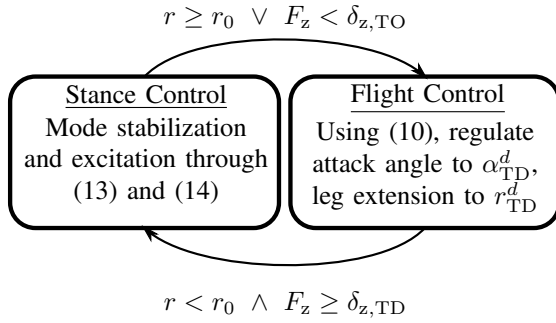 r ≥ r₀ ∨ F_z < δ_z,TO
Stance Control
Mode stabilization
and excitation through
(13) and (14)
Flight Control
Using (10), regulate
attack angle to α^d_TD,
leg extension to r^d_TD
r < r₀ ∧ F_z ≥ δ_z,TD